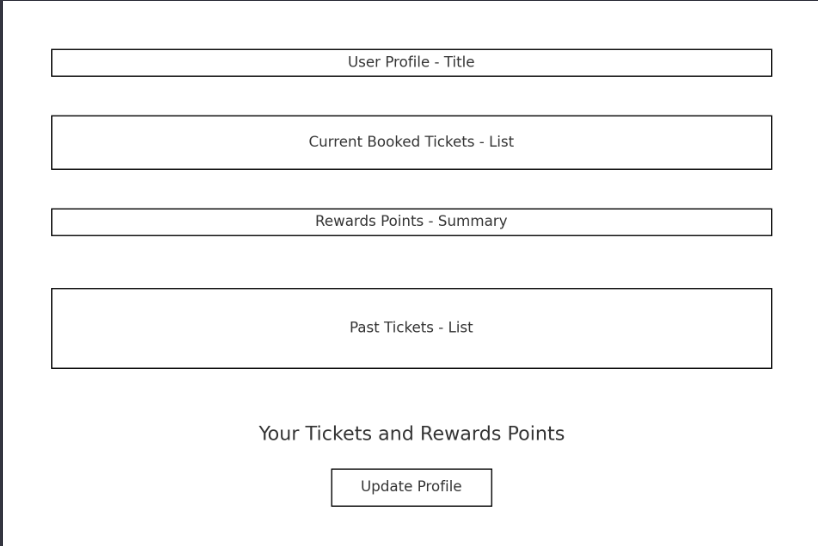 User Profile - Title
Current Booked Tickets - List
Rewards Points - Summary
Past Tickets - List
Your Tickets and Rewards Points
Update Profile